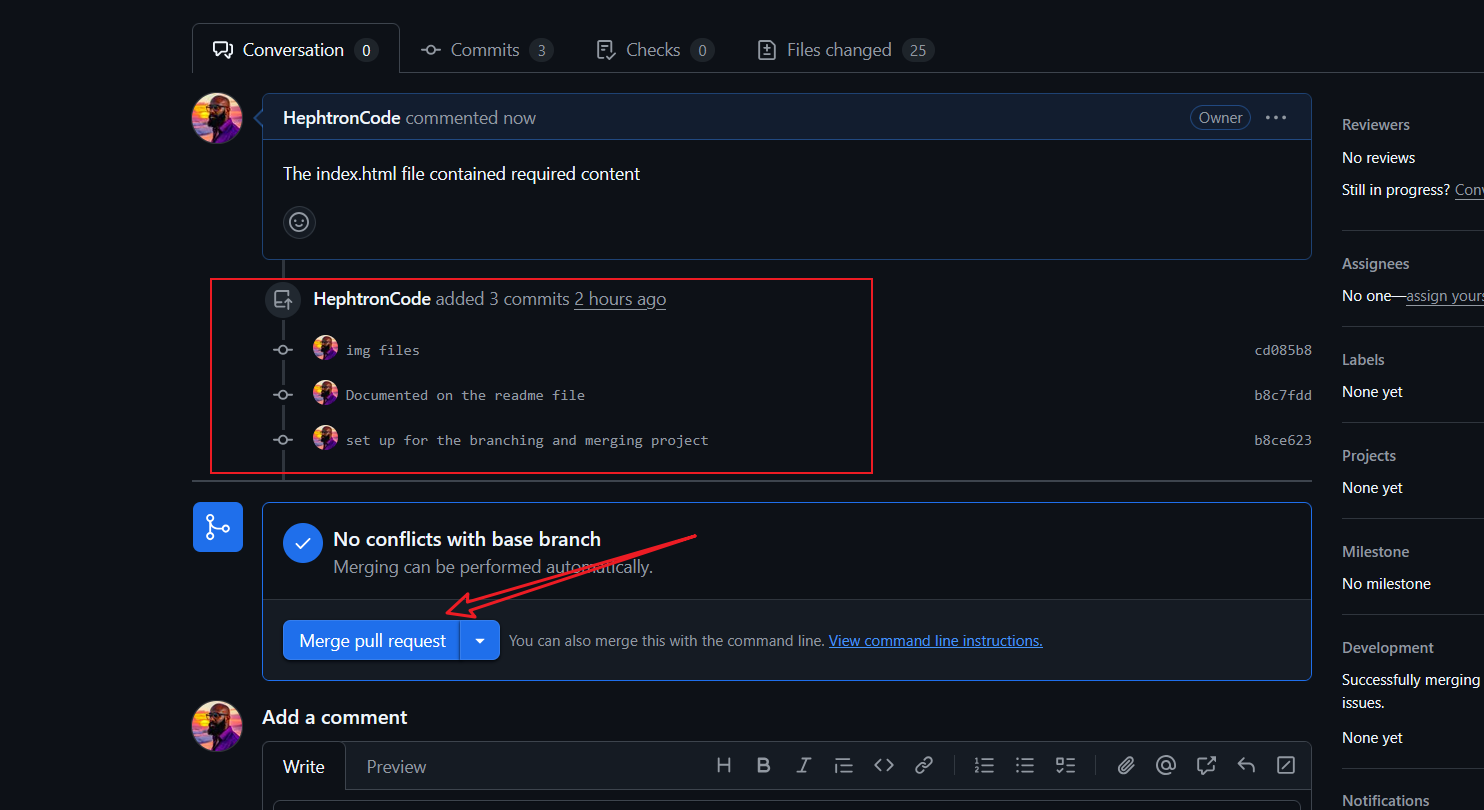 Conversation 0 Commits 3 Checks 0 Files changed 25
HephtronCode commented now Owner
The index.html file contained required content
HephtronCode added 3 commits 2 hours ago
img files cd085b8
Documented on the readme file b8c7fdd
set up for the branching and merging project b8ce623
No conflicts with base branch
Merging can be performed automatically.
Merge pull request You can also merge this with the command line. View command line instructions.
Add a comment
Write Preview
Reviewers
No reviews
Still in progress? Conv
Assignees
No one—assign yours
Labels
None yet
Projects
None yet
Milestone
No milestone
Development
Successfully merging
issues.
None yet
Notifications